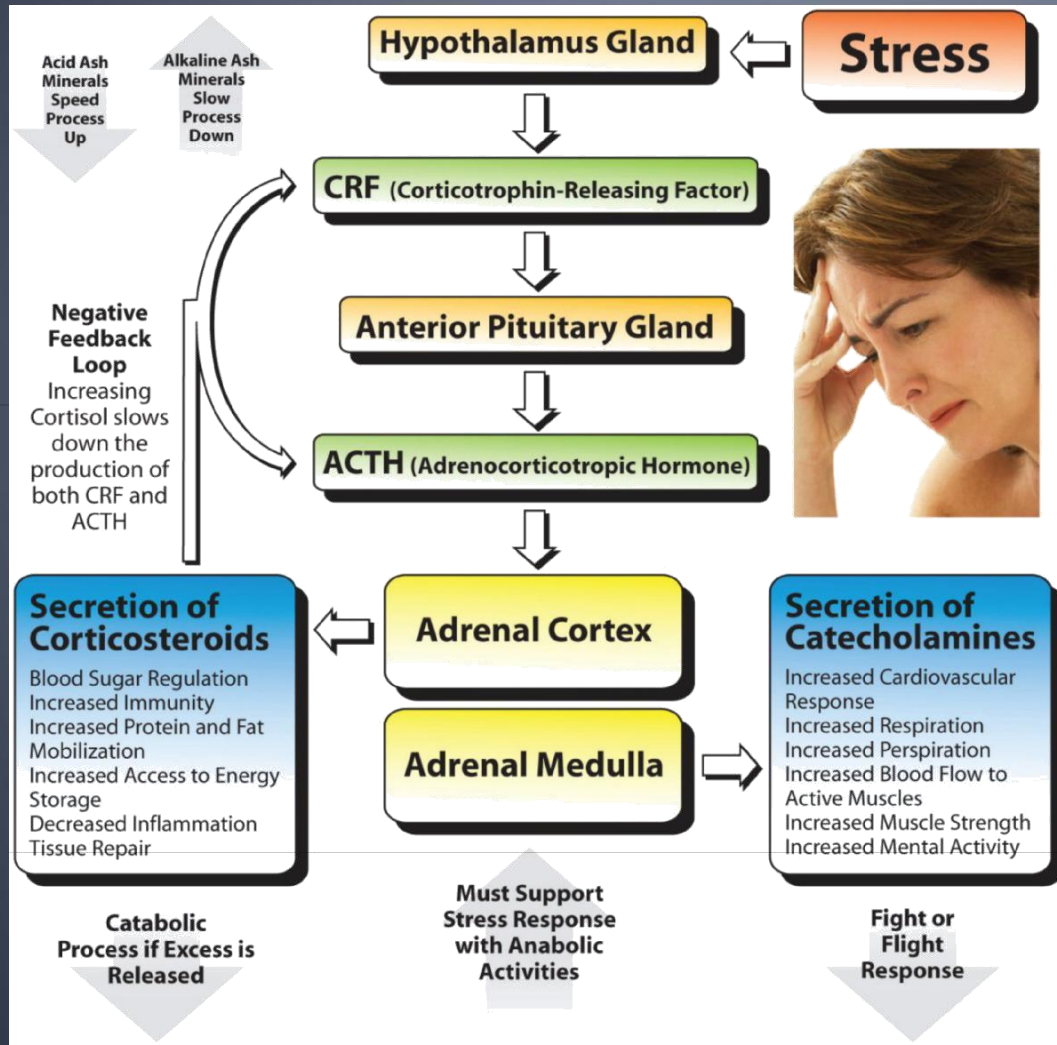 Hypothalamus Gland
Stress
Acid Ash
Minerals
Speed
Process
Up
Alkaline Ash
Minerals
Slow
Process
Down
CRF (Corticotrophin-Releasing Factor)
Anterior Pituitary Gland
Negative
Feedback
Loop
Increasing
Cortisol slows
down the
production of
both CRF and
ACTH
ACTH (Adrenocorticotropic Hormone)
Secretion of
Corticosteroids
Blood Sugar Regulation
Increased Immunity
Increased Protein and Fat
Mobilization
Increased Access to Energy
Storage
Decreased Inflammation
Tissue Repair
Adrenal Cortex
Adrenal Medulla
Secretion of
Catecholamines
Increased Cardiovascular
Response
Increased Respiration
Increased Perspiration
Increased Blood Flow to
Active Muscles
Increased Muscle Strength
Increased Mental Activity
Catabolic
Process if Excess is
Released
Must Support
Stress Response
with Anabolic
Activities
Fight or
Flight
Response